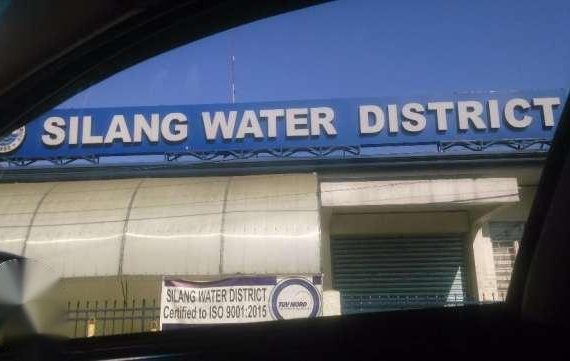 SILANG WATER DISTRICT
SILANG WATER DISTRICT
Certified to ISO 9001:2015
TÜV NORD